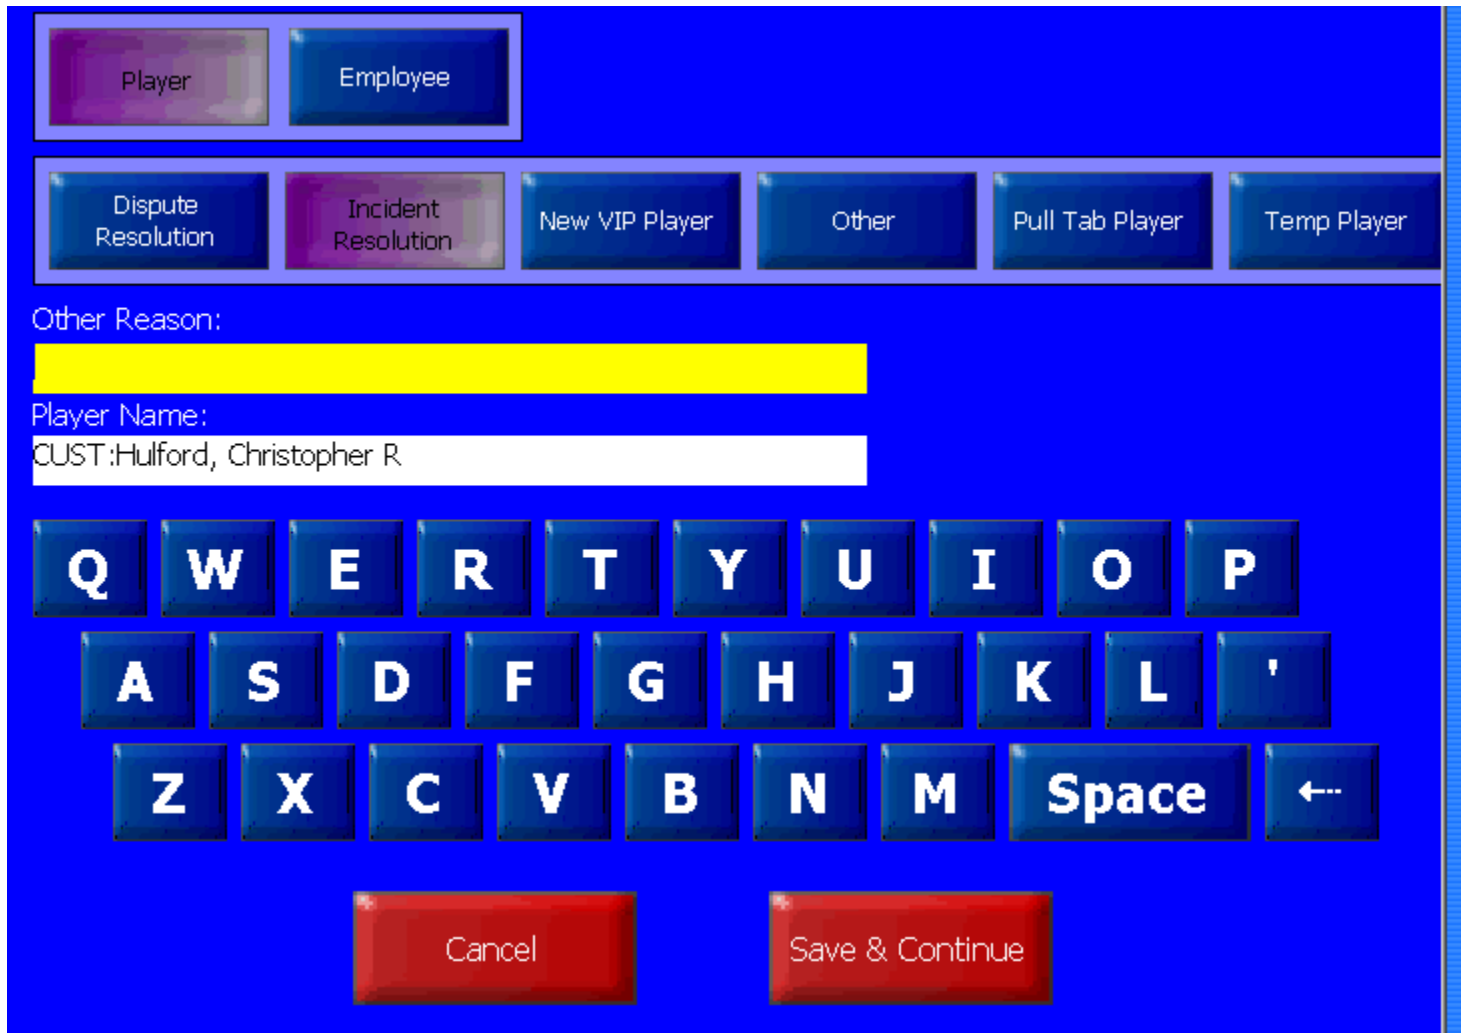 Player Employee
Dispute Resolution Incident Resolution New VIP Player Other Pull Tab Player Temp Player
Other Reason:
Player Name:
CUST:Hulford, Christopher R
Q W E R T Y U I O P
A S D F G H J K L '
Z X C V B N M Space ←
Cancel Save & Continue